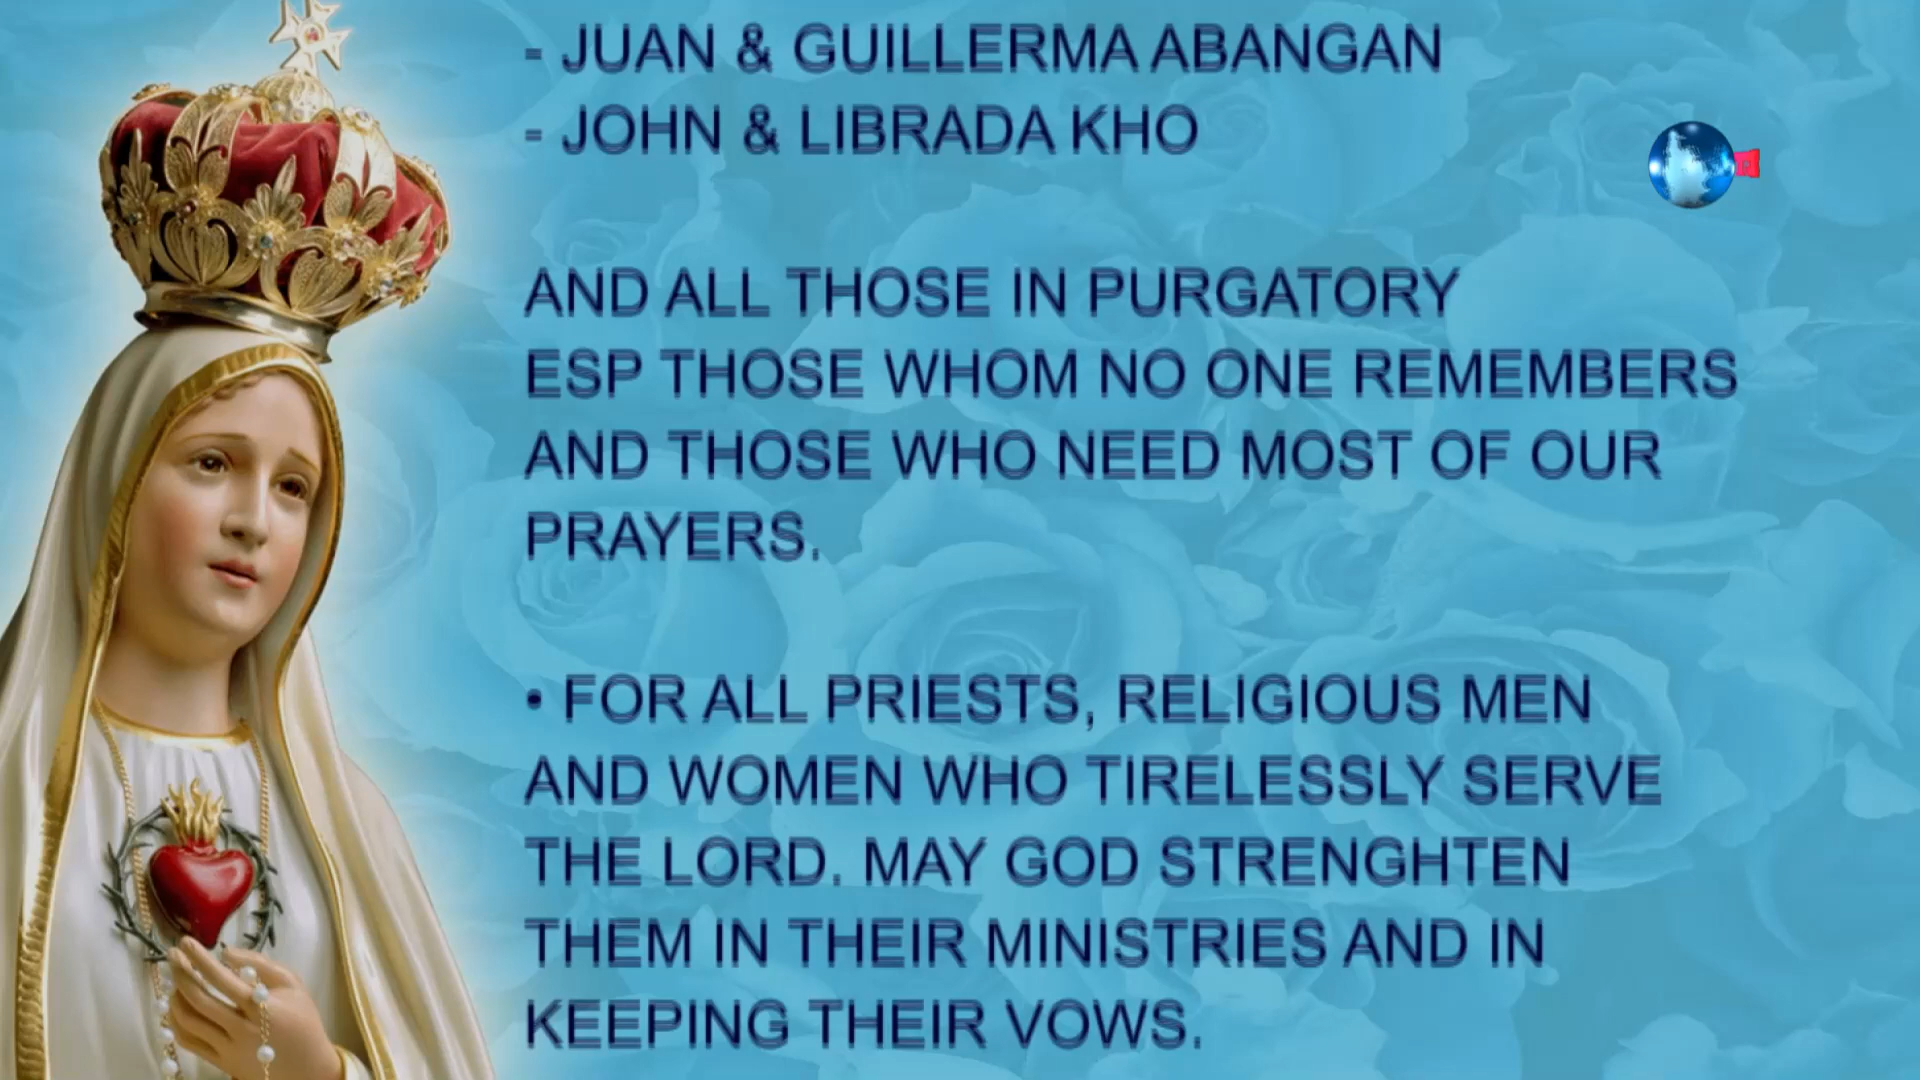 - JUAN & GUILLERMA ABANGAN
- JOHN & LIBRADA KHO
AND ALL THOSE IN PURGATORY
ESP THOSE WHOM NO ONE REMEMBERS
AND THOSE WHO NEED MOST OF OUR
PRAYERS.
• FOR ALL PRIESTS, RELIGIOUS MEN
AND WOMEN WHO TIRELESSLY SERVE
THE LORD. MAY GOD STRENGHTEN
THEM IN THEIR MINISTRIES AND IN
KEEPING THEIR VOWS.